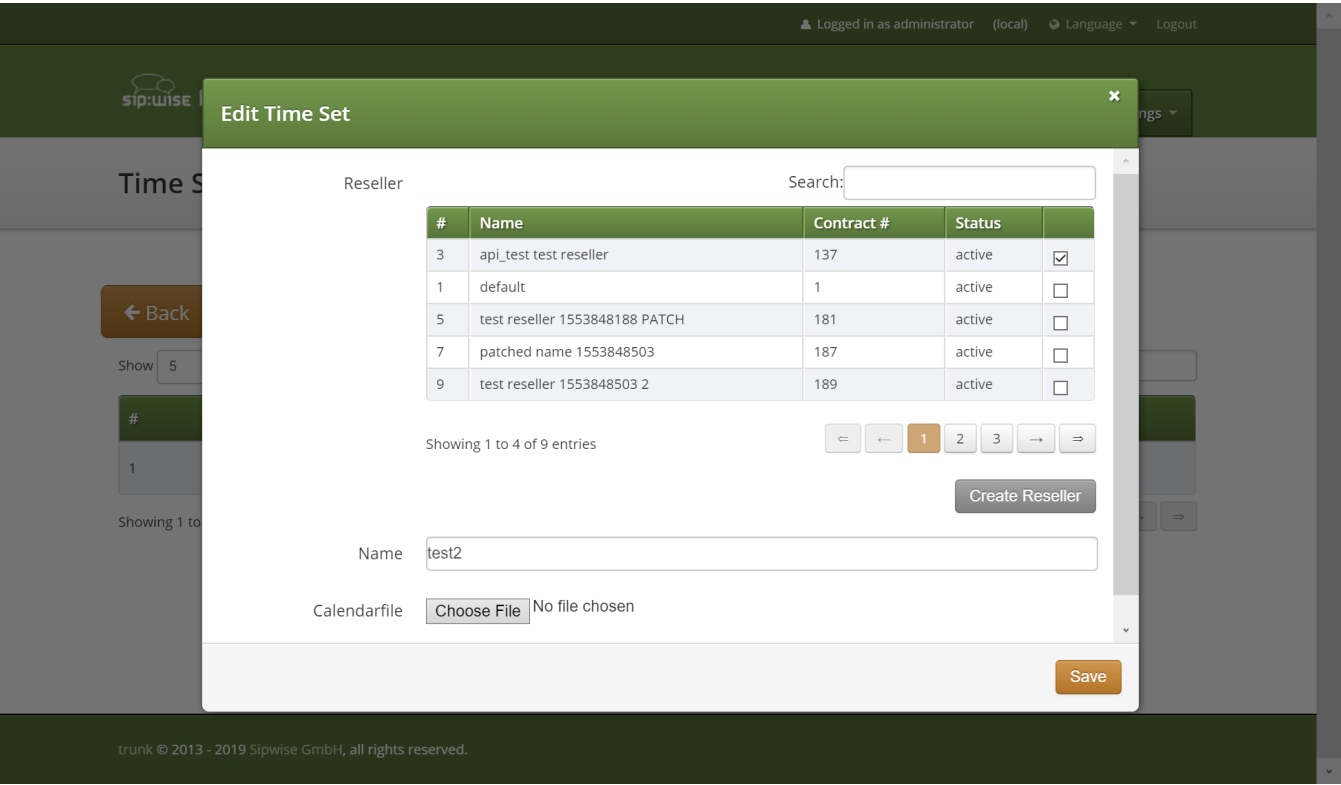 Logged in as administrator (local) Language Logout
sip:wise
ngs
Edit Time Set
Time S
Reseller
Search:
# Name Contract # Status
3 api_test test reseller 137 active
1 default 1 active
5 test reseller 1553848188 PATCH 181 active
7 patched name 1553848503 187 active
9 test reseller 1553848503 2 189 active
← Back
Show 5
#
1
Showing 1 to
Showing 1 to 4 of 9 entries
⇐ ← 1 2 3 → ⇒
⇒
Create Reseller
Name test2
Calendarfile Choose File No file chosen
Save
trunk © 2013 - 2019 Sipwise GmbH, all rights reserved.